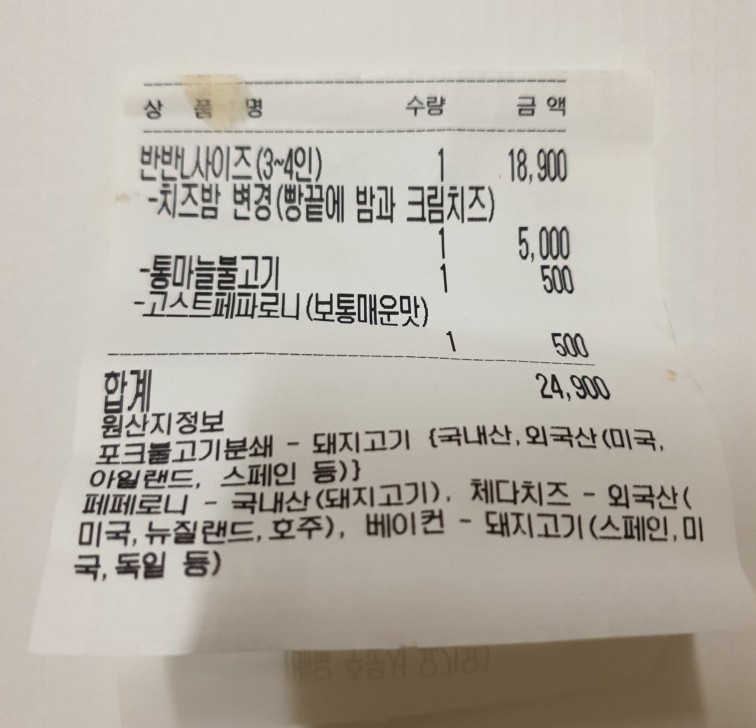 상 품 명 수량 금 액
반반L사이즈(3~4인) 1 18,900
-치즈밤 변경(빵끝에 밤과 크림치즈)
1 5,000
-통마늘불고기 1 500
-고스트페파로니(보통매운맛)
1 500
합계 24,900
원산지정보
포크불고기분쇄 - 돼지고기 {국내산,외국산(미국,
아일랜드, 스페인 등)}
페페로니 - 국내산(돼지고기), 체다치즈 - 외국산(
미국,뉴질랜드,호주), 베이컨 - 돼지고기(스페인,미
국,독일 등)